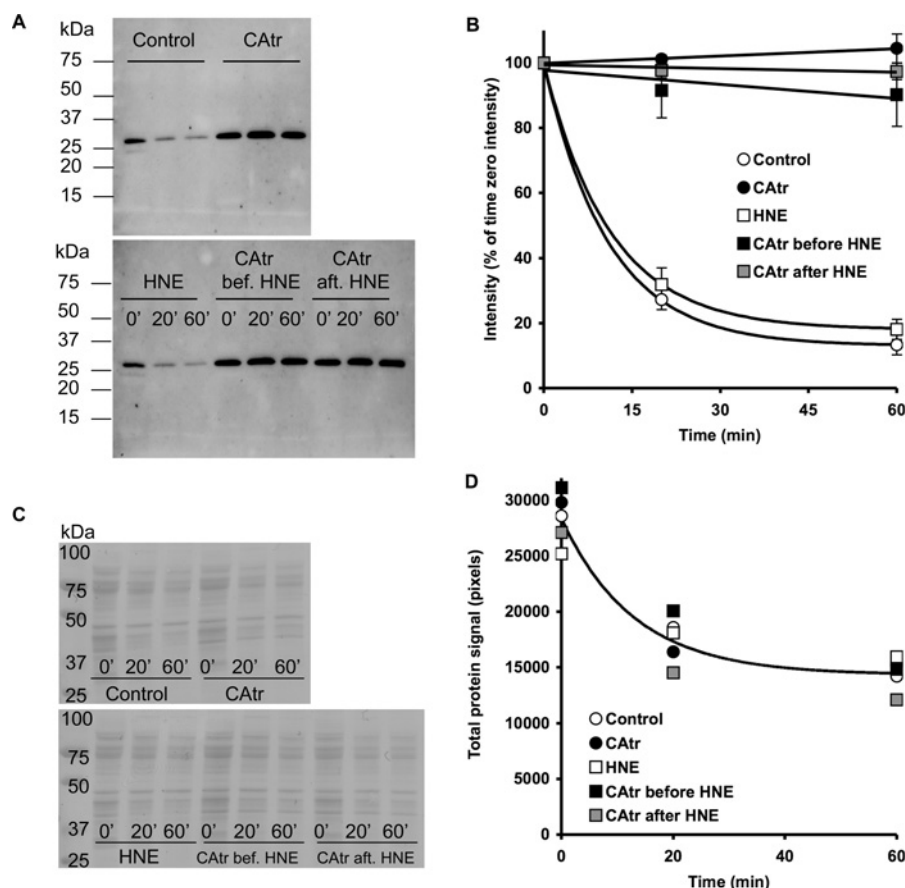 A
kDa
Control CAtr
75
50
37
25
20
15
HNE CAtr bef. HNE CAtr aft. HNE
0' 20' 60' 0' 20' 60' 0' 20' 60'
75
50
37
25
20
15
B
Intensity (% of time zero intensity)
120
100
80
60
40
20
0
Control
CAtr
HNE
CAtr before HNE
CAtr after HNE
0 15 30 45 60
Time (min)
C
kDa
100
75
50
37
25
0' 20' 60' 0' 20' 60'
Control CAtr
100
75
50
37
25
0' 20' 60' 0' 20' 60' 0' 20' 60'
HNE CAtr bef. HNE CAtr aft. HNE
D
Total protein signal (pixels)
30000
25000
20000
15000
10000
5000
0
Control
CAtr
HNE
CAtr before HNE
CAtr after HNE
0 20 40 60
Time (min)